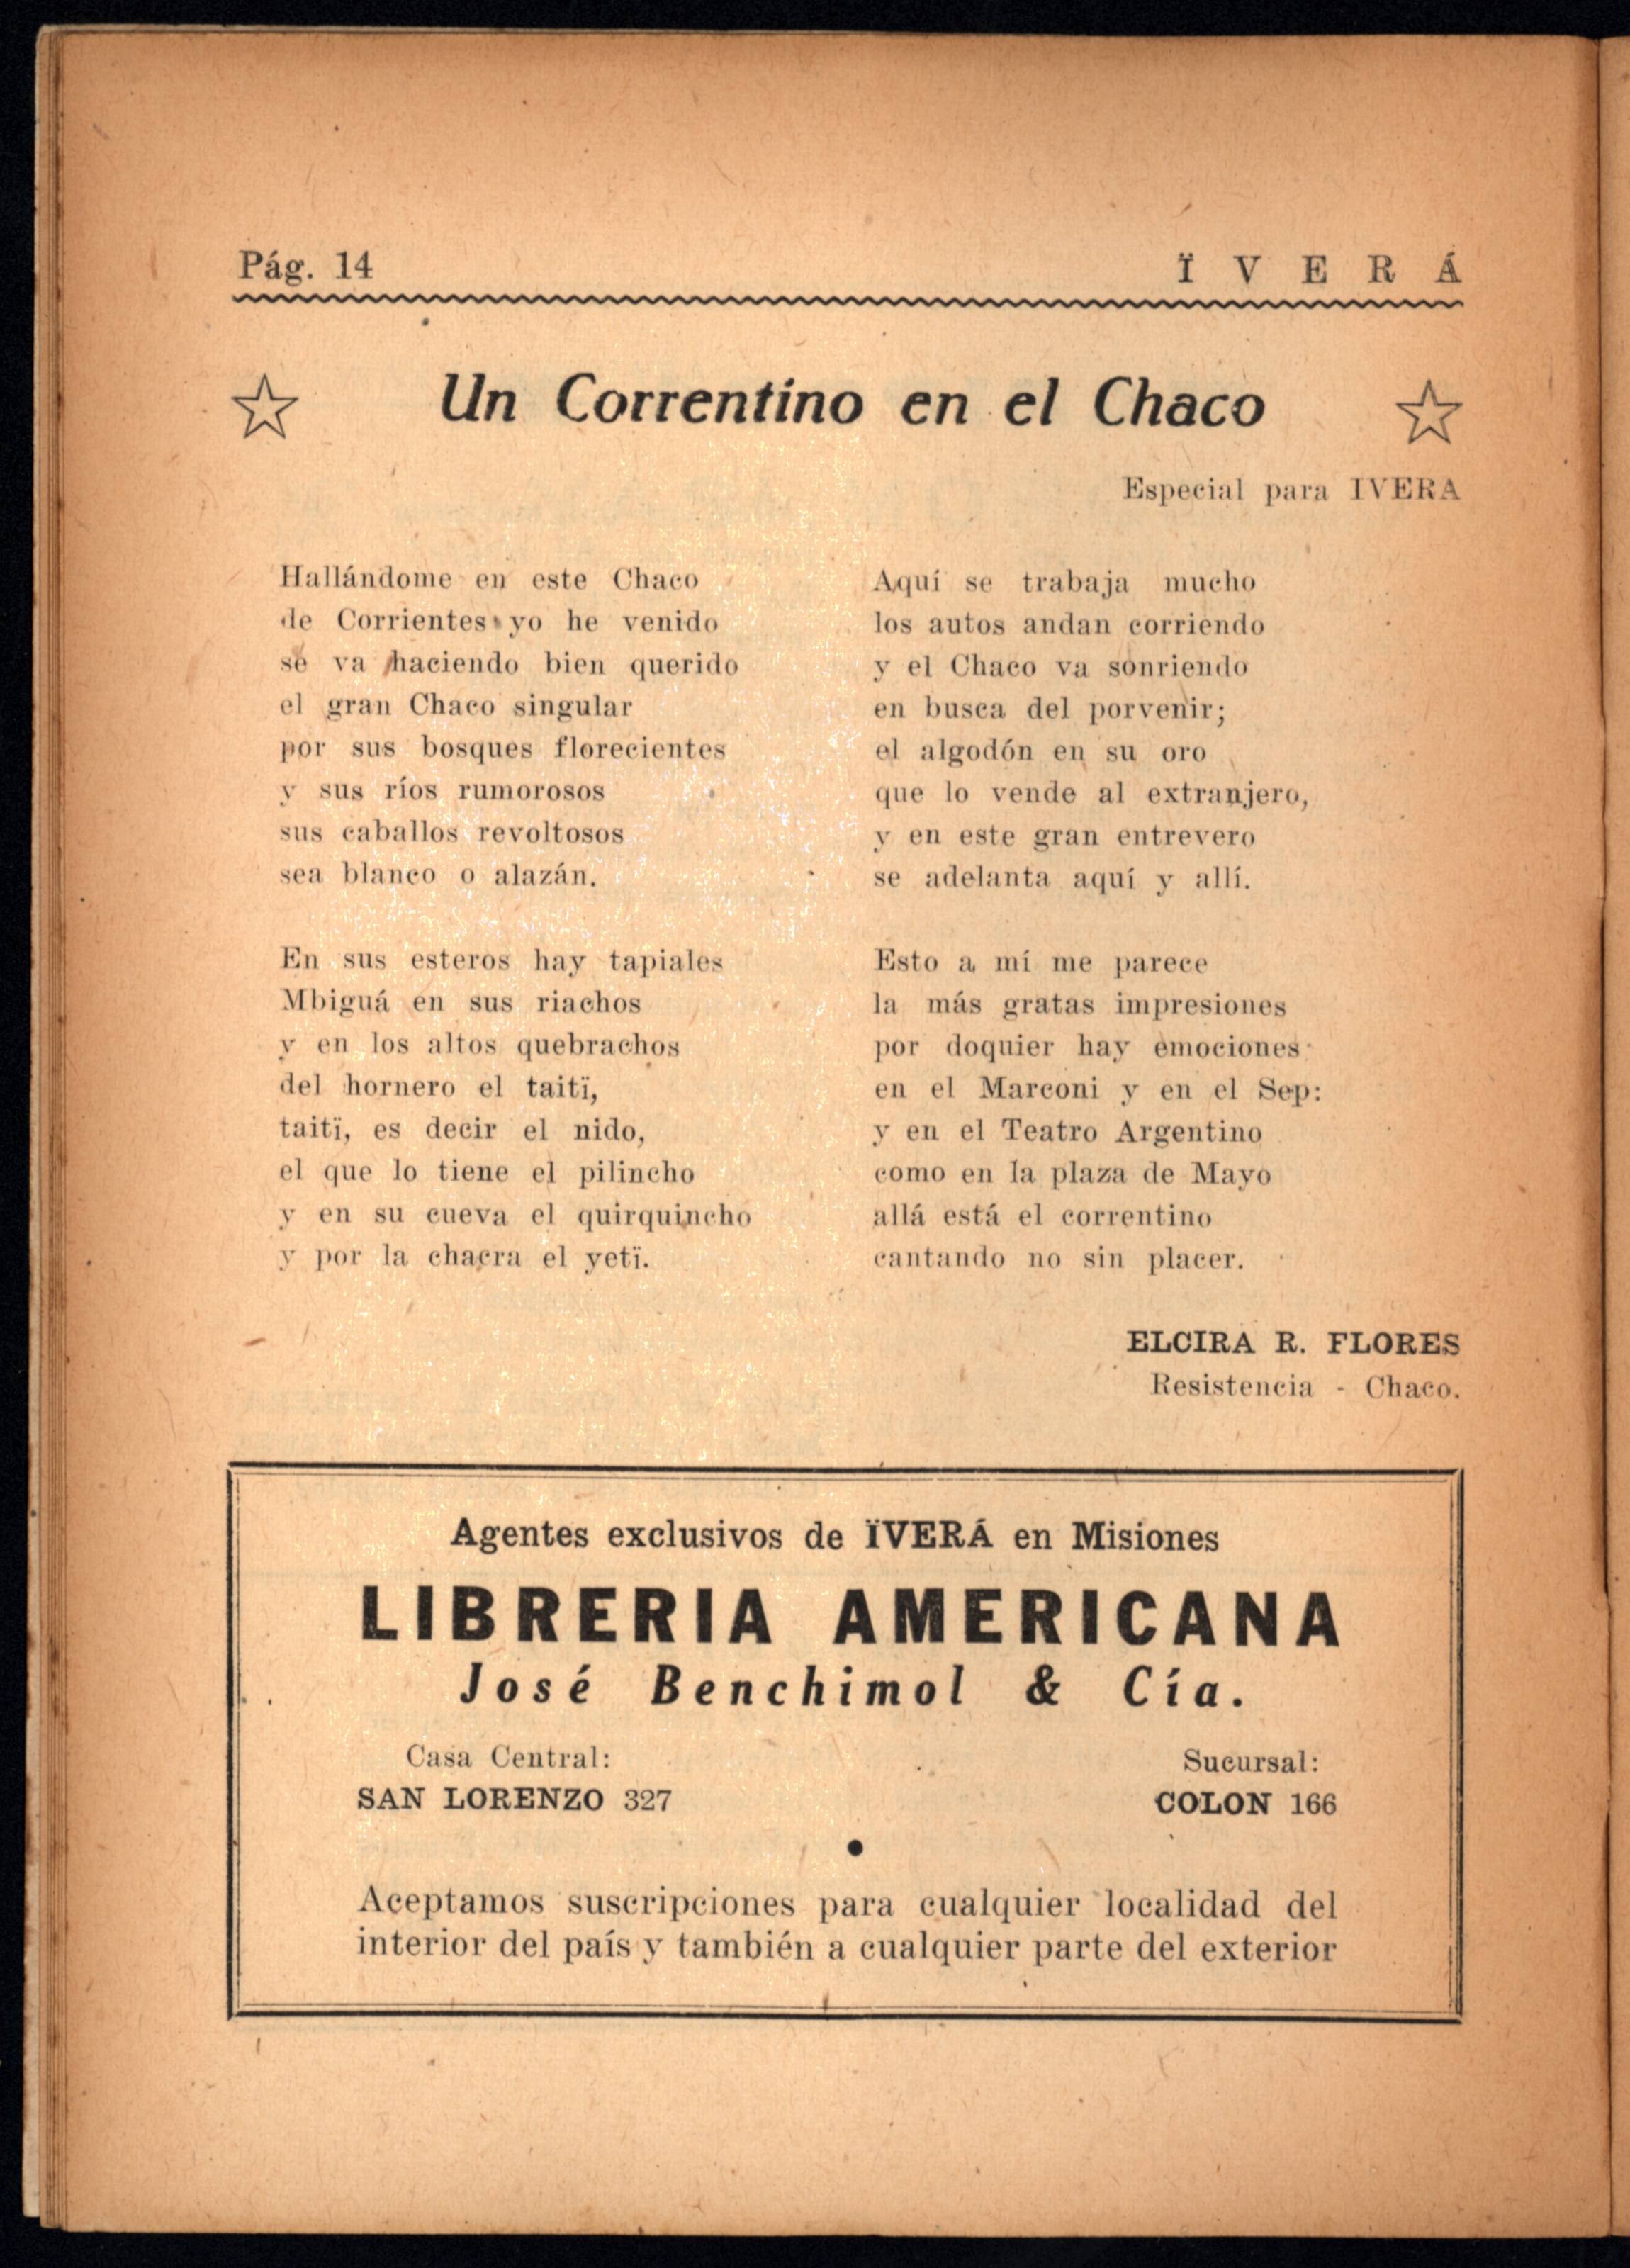 Pág. 14
Ï V E R Á
Un Correntino en el Chaco
Especial para IVERA
Hallándome en este Chaco
de Corrientes yo he venido
se va haciendo bien querido
el gran Chaco singular
por sus bosques florecientes
y sus ríos rumorosos
sus caballos revoltosos
sea blanco o alazán.
En sus esteros hay tapiales
Mbiguá en sus riachos
y en los altos quebrachos
del hornero el taitï,
taitï, es decir el nido,
el que lo tiene el pilincho
y en su cueva el quirquincho
y por la chacra el yetï.
Aquí se trabaja mucho
los autos andan corriendo
y el Chaco va sonriendo
en busca del porvenir;
el algodón en su oro
que lo vende al extranjero,
y en este gran entrevero
se adelanta aquí y allí.
Esto a mí me parece
la más gratas impresiones
por doquier hay emociones
en el Marconi y en el Sep:
y en el Teatro Argentino
como en la plaza de Mayo
allá está el correntino
cantando no sin placer.
ELCIRA R. FLORES
Resistencia - Chaco.
Agentes exclusivos de ÏVERÁ en Misiones
LIBRERIA AMERICANA
José Benchimol & Cía.
Casa Central:
SAN LORENZO 327
Sucursal:
COLON 166
Aceptamos suscripciones para cualquier localidad del
interior del país y también a cualquier parte del exterior